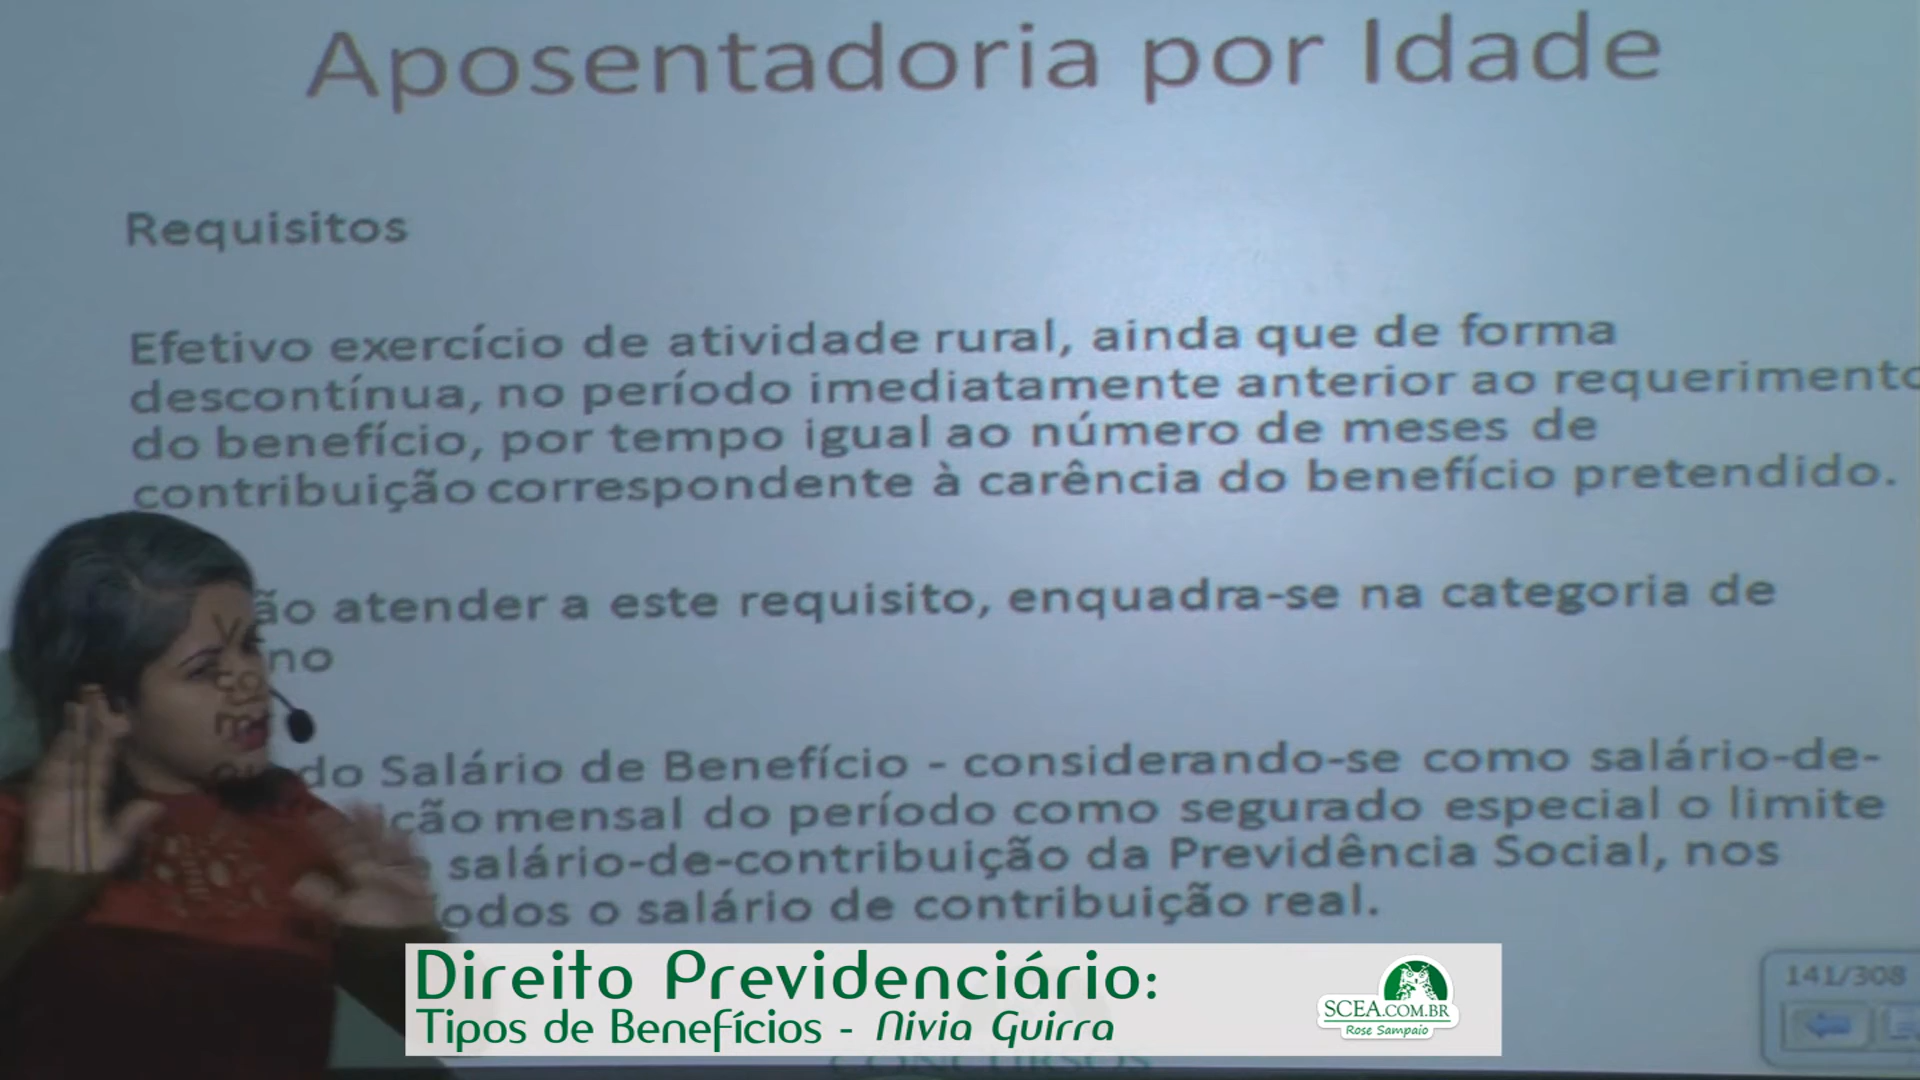 Aposentadoria por Idade
Requisitos
Efetivo exercício de atividade rural, ainda que de forma
descontínua, no período imediatamente anterior ao requerimento
do benefício, por tempo igual ao número de meses de
contribuição correspondente à carência do benefício pretendido.
ão atender a este requisito, enquadra-se na categoria de
no
do Salário de Benefício - considerando-se como salário-de-
ção mensal do período como segurado especial o limite
salário-de-contribuição da Previdência Social, nos
odos o salário de contribuição real.
Direito Previdenciário:
Tipos de Benefícios - Nivia Guirra
SCEA.COM.BR
Rose Sampaio
141/308
CONCURSOS